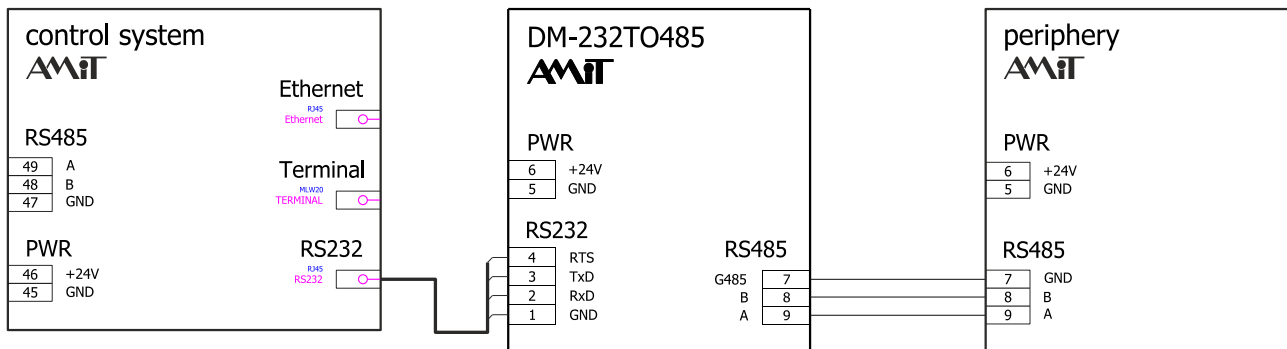 control system
AMiT
Ethernet
RJ45
Ethernet
RS485
49 A
48 B
47 GND
Terminal
MLW20
TERMINAL
PWR
46 +24V
45 GND
RS232
RJ45
RS232
DM-232TO485
AMiT
PWR
6 +24V
5 GND
RS232
4 RTS
3 TxD
2 RxD
1 GND
RS485
G485 7
B 8
A 9
periphery
AMiT
PWR
6 +24V
5 GND
RS485
7 GND
8 B
9 A